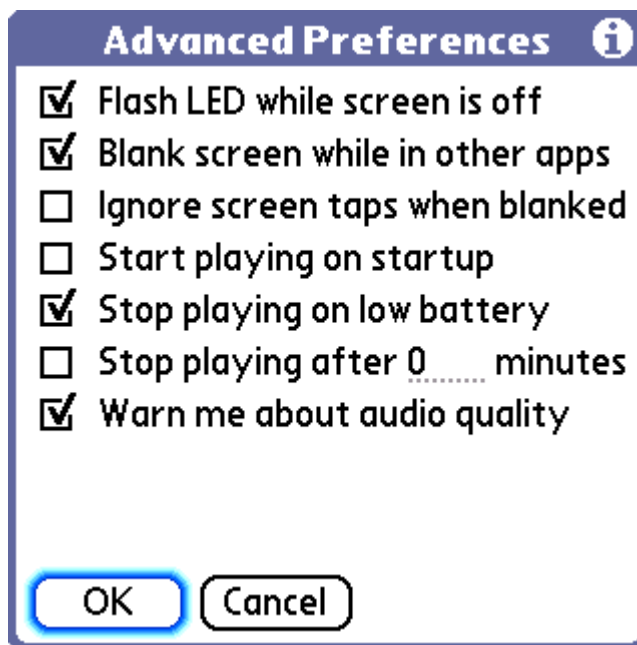 Advanced Preferences i
Flash LED while screen is off
Blank screen while in other apps
Ignore screen taps when blanked
Start playing on startup
Stop playing on low battery
Stop playing after 0 minutes
Warn me about audio quality
OK Cancel